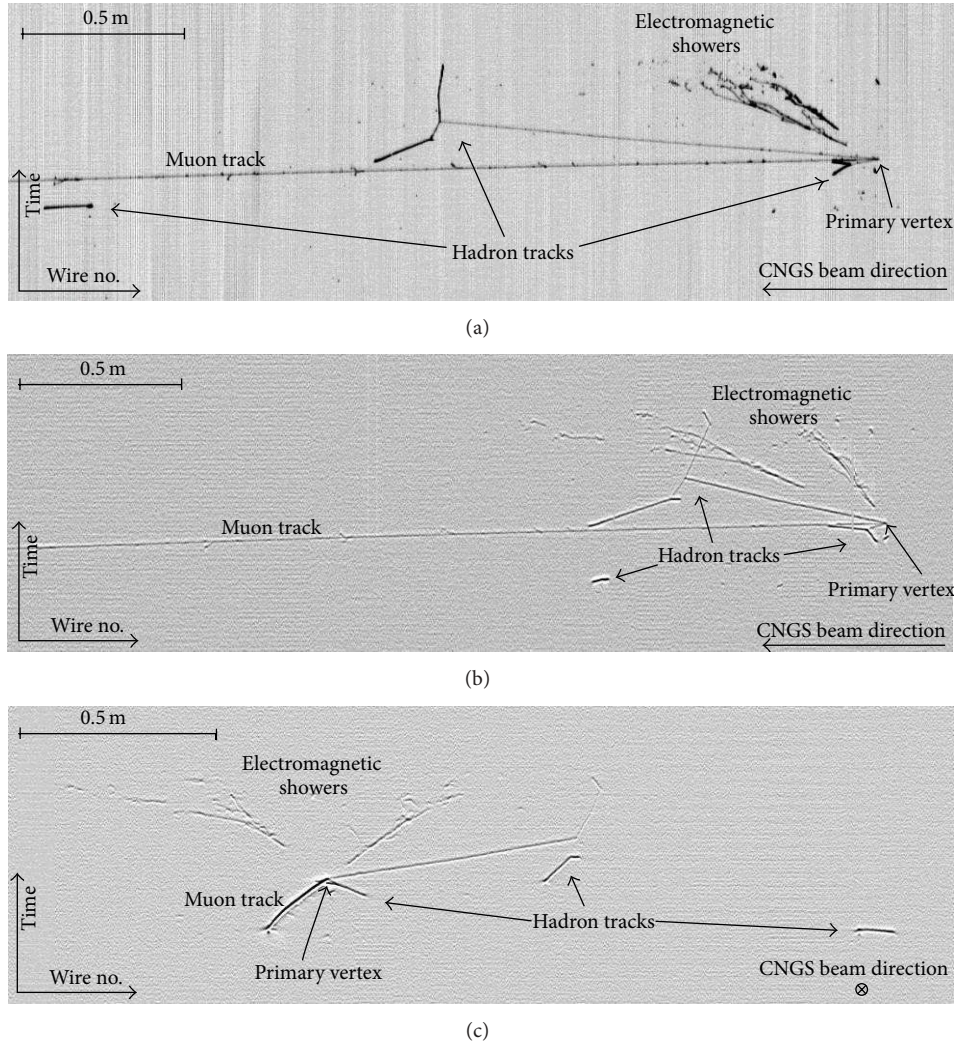 0.5 m
Electromagnetic
showers
Muon track
Time
Primary vertex
Hadron tracks
Wire no.
CNGS beam direction
(a)
0.5 m
Electromagnetic
showers
Muon track
Time
Hadron tracks
Primary vertex
Wire no.
CNGS beam direction
(b)
0.5 m
Electromagnetic
showers
Muon track
Time
Hadron tracks
Primary vertex
CNGS beam direction
Wire no.
(c)